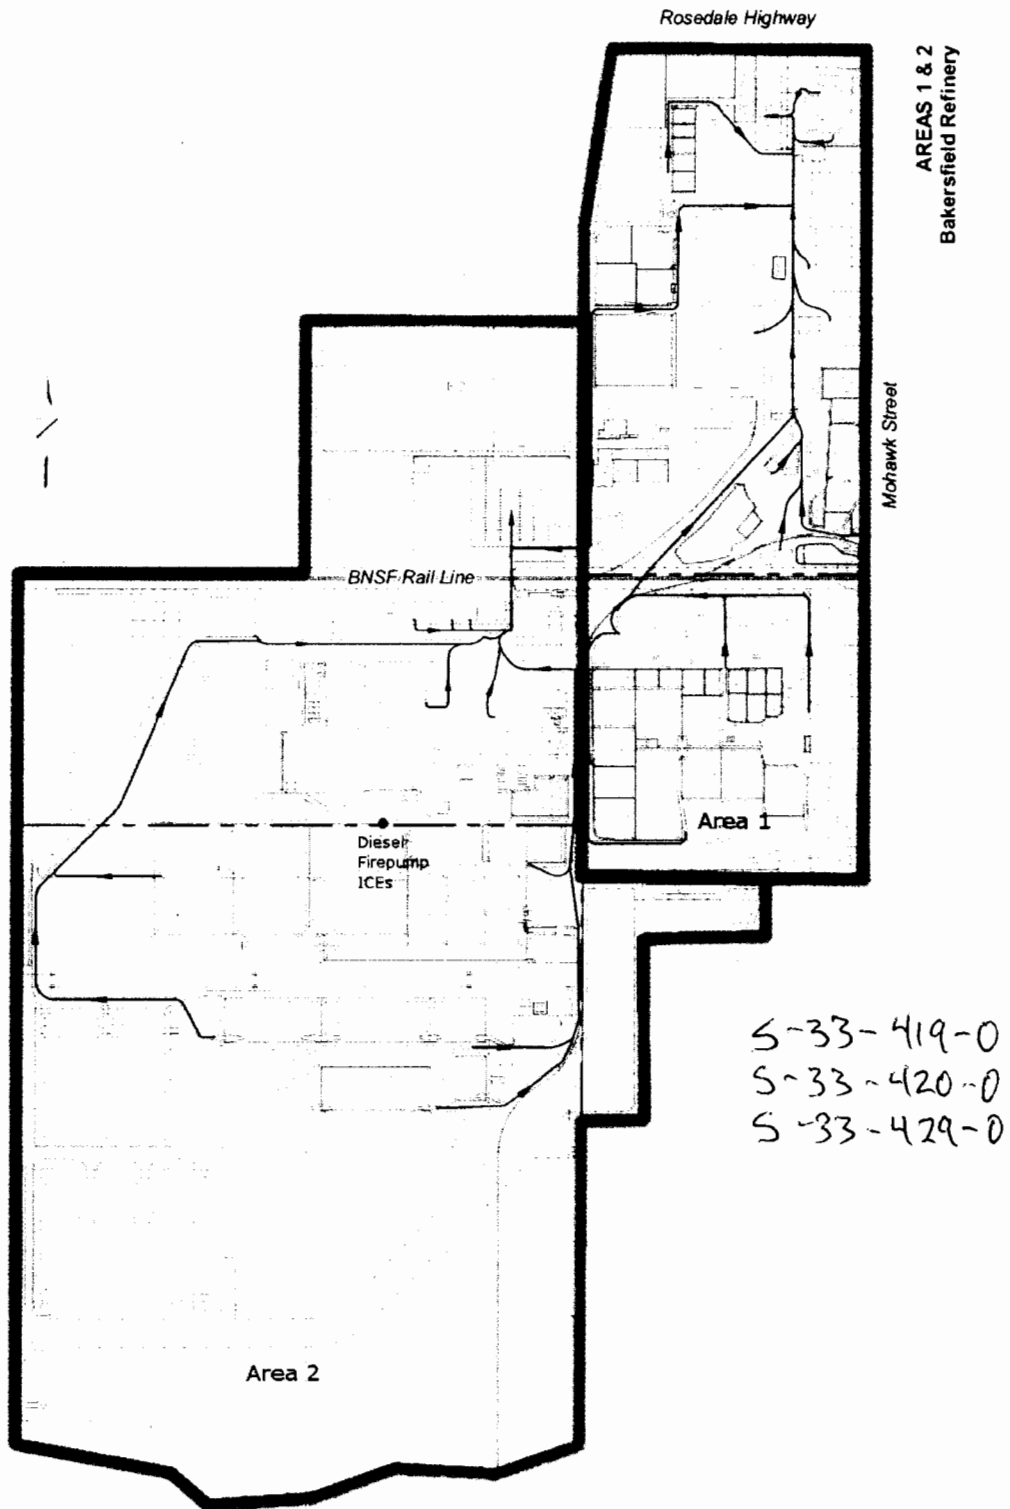 Rosedale Highway
AREAS 1 & 2
Bakersfield Refinery
Mohawk Street
BNSF Rail Line
Diesel
Firepump
ICEs
Area 1
S-33-419-0
S-33-420-0
S-33-429-0
Area 2